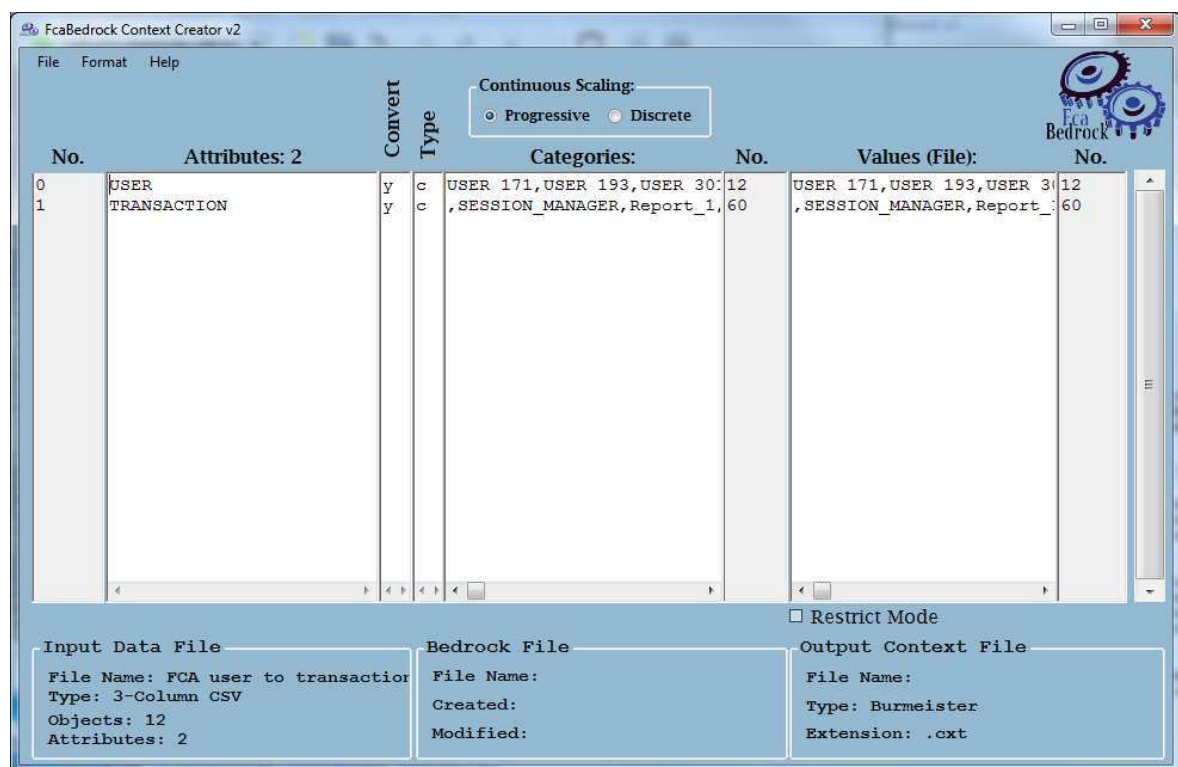 FcaBedrock Context Creator v2
File Format Help
Convert
Type
Continuous Scaling:
Progressive Discrete
Fca
Bedrock
No. Attributes: 2 Categories: No. Values (File): No.
0 USER y c USER 171,USER 193,USER 30 12 USER 171,USER 193,USER 3 12
1 TRANSACTION y c ,SESSION_MANAGER,Report_1, 60 ,SESSION_MANAGER,Report_ 60
Restrict Mode
Input Data File Bedrock File Output Context File
File Name: FCA user to transaction File Name: File Name:
Type: 3-Column CSV Created: Type: Burmeister
Objects: 12
Attributes: 2 Modified: Extension: .cxt